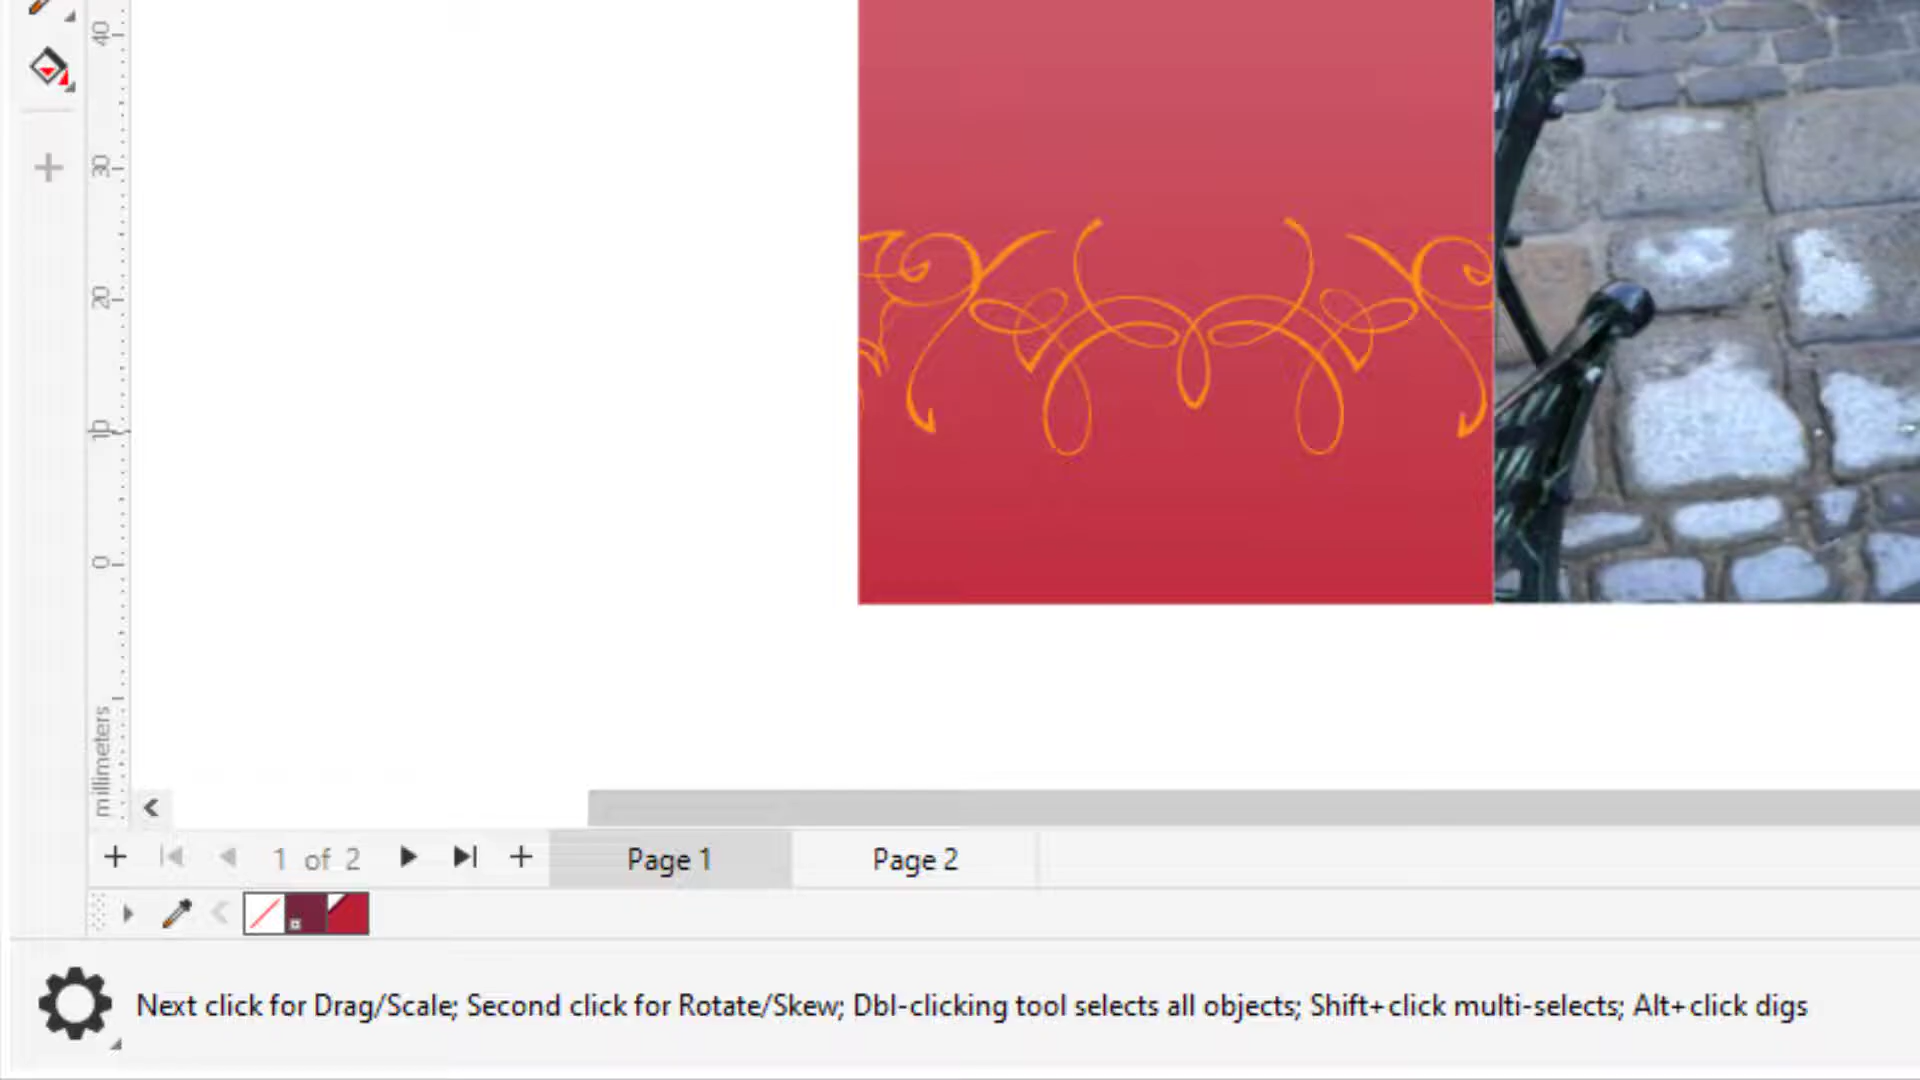 40
30
20
10
0
millimeters
1 of 2
Page 1
Page 2
Next click for Drag/Scale; Second click for Rotate/Skew; Dbl-clicking tool selects all objects; Shift+click multi-selects; Alt+click digs